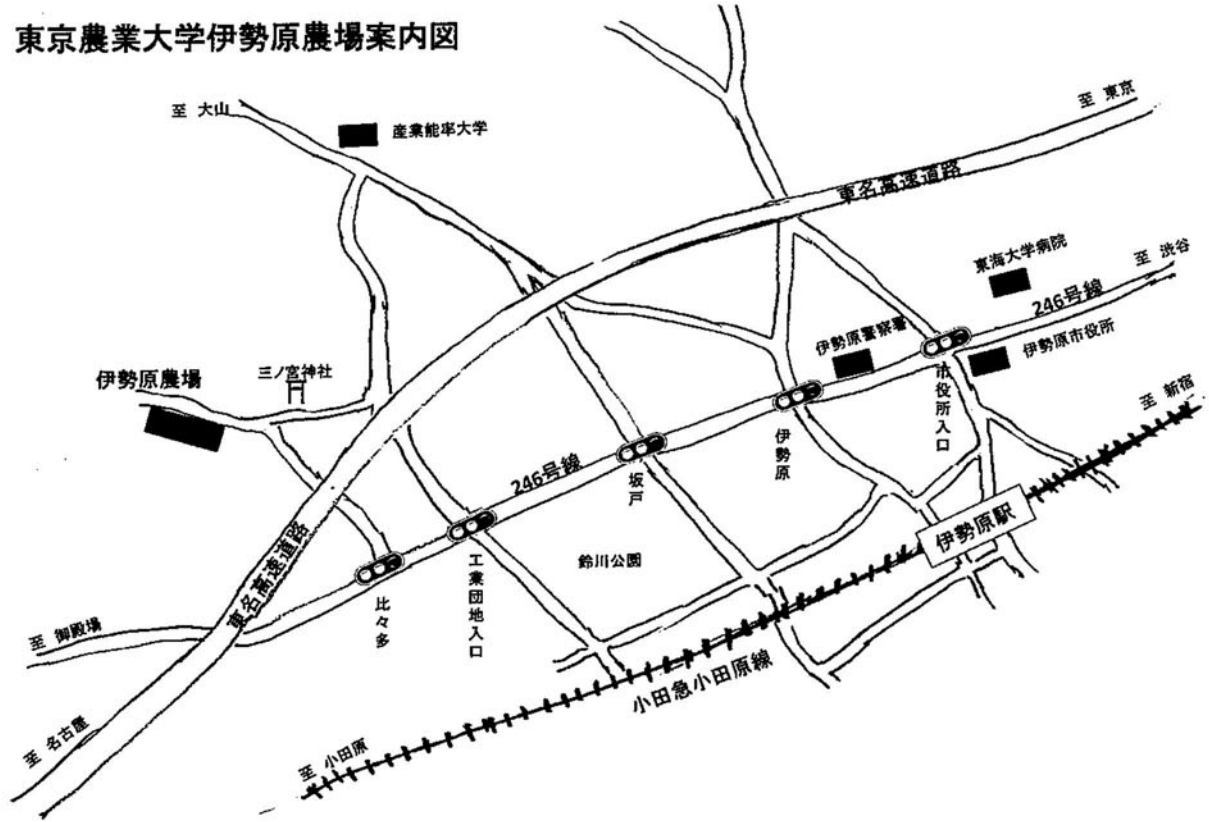 東京農業大学伊勢原農場案内図
至 大山
産業能率大学
至 東京
東名高速道路
東海大学病院
至 渋谷
246号線
伊勢原警察署
伊勢原市役所
市役所入口
至 新宿
伊勢原農場
三ノ宮神社
伊勢原
坂戸
246号線
伊勢原駅
鈴川公園
工業団地入口
比々多
東名高速道路
至 御殿場
小田急小田原線
至 名古屋
至 小田原